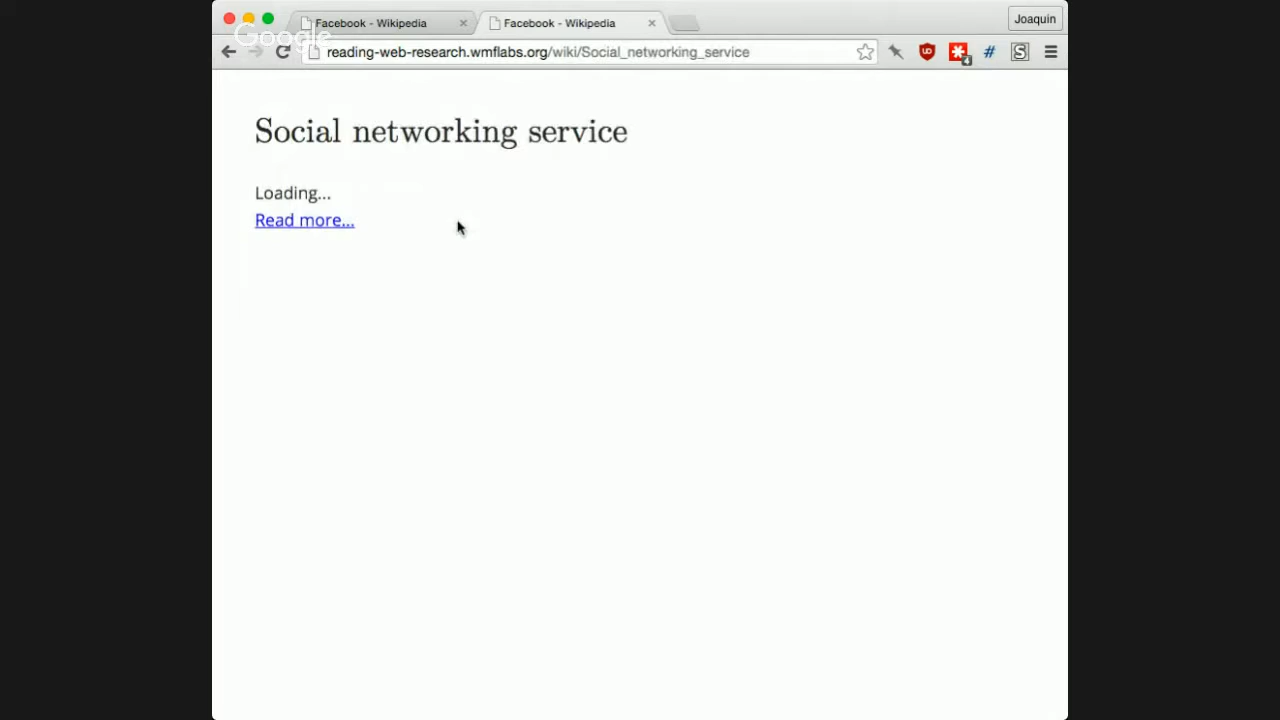 Facebook - Wikipedia
Facebook - Wikipedia
Joaquin
Google
reading-web-research.wmflabs.org/wiki/Social_networking_service
4
#
S
Social networking service
Loading...
Read more...